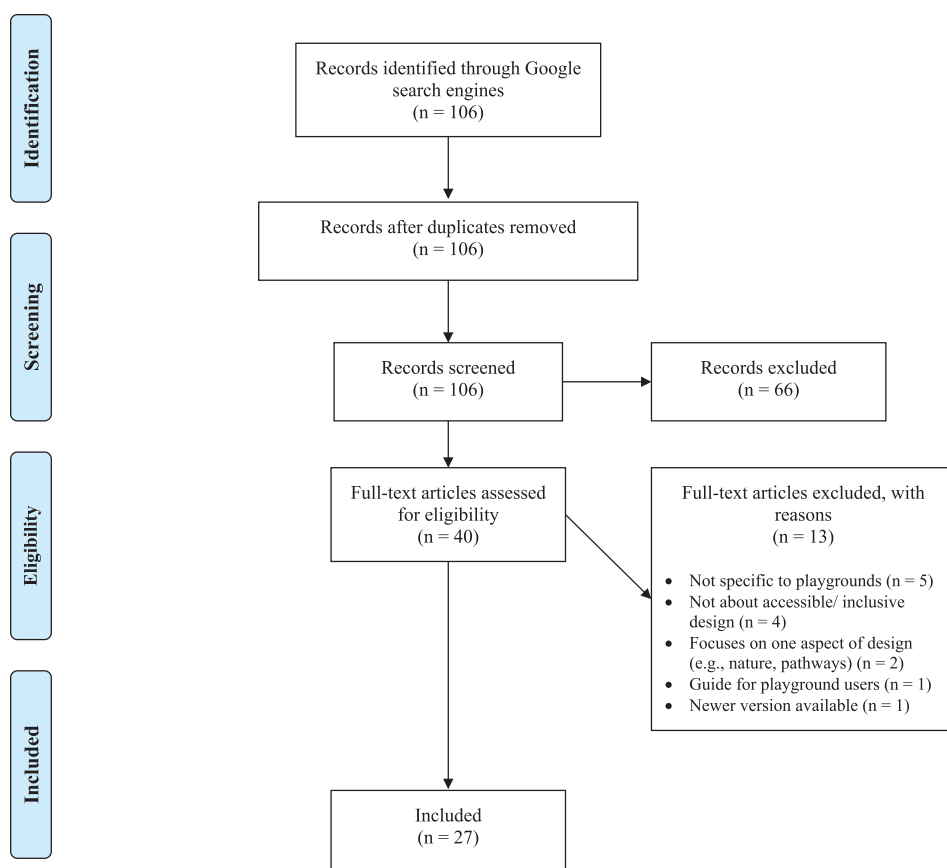 Identification
Records identified through Google
search engines
(n = 106)
Records after duplicates removed
(n = 106)
Screening
Records screened
(n = 106)
Records excluded
(n = 66)
Eligibility
Full-text articles assessed
for eligibility
(n = 40)
Full-text articles excluded, with
reasons
(n = 13)
• Not specific to playgrounds (n = 5)
• Not about accessible/ inclusive
design (n = 4)
• Focuses on one aspect of design
(e.g., nature, pathways) (n = 2)
• Guide for playground users (n = 1)
• Newer version available (n = 1)
Included
Included
(n = 27)